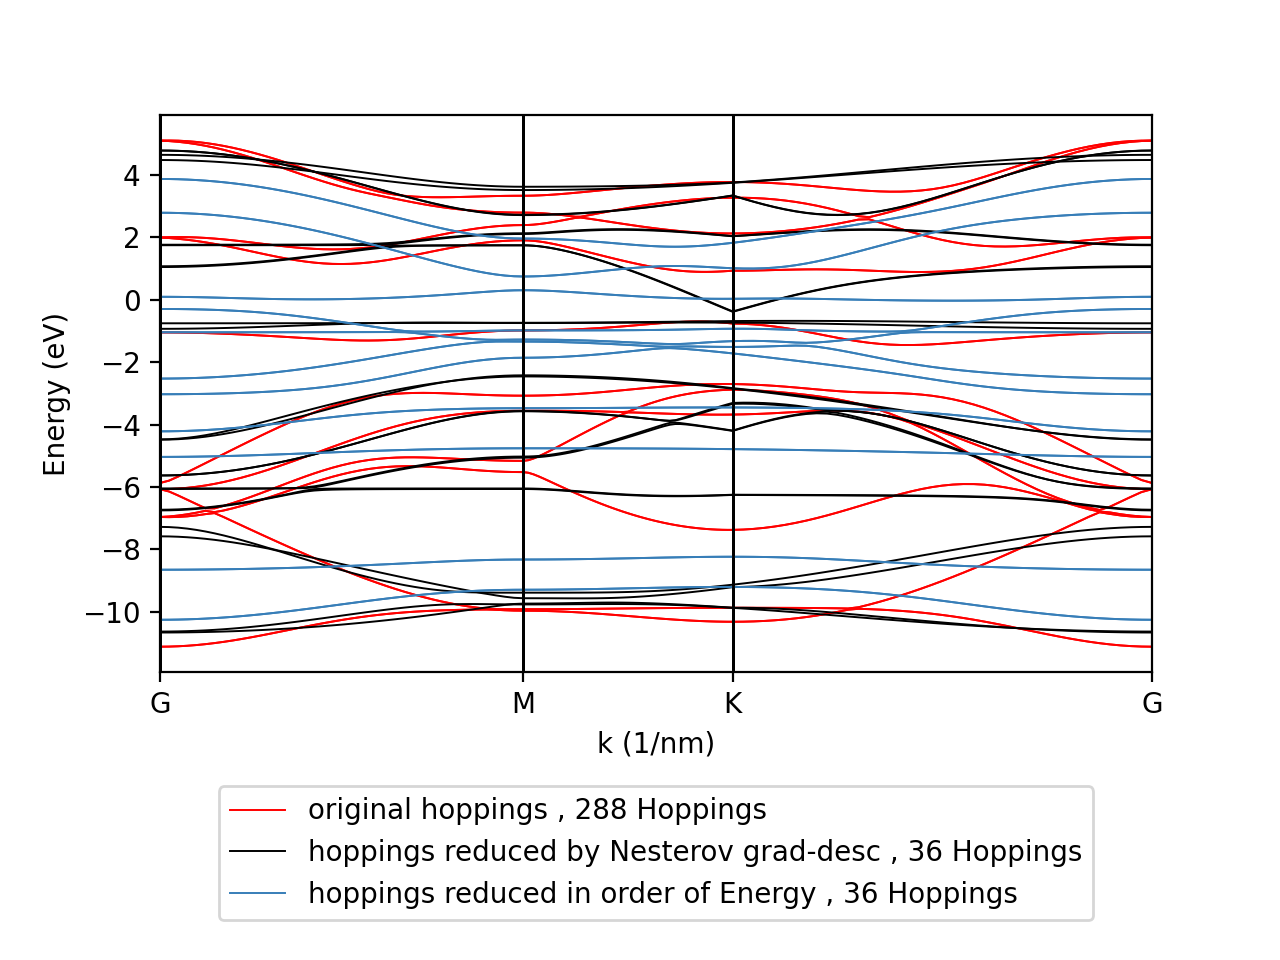 4
2
0
−2
−4
−6
−8
−10
Energy (eV)
G M K G
k (1/nm)
original hoppings , 288 Hoppings
hoppings reduced by Nesterov grad-desc , 36 Hoppings
hoppings reduced in order of Energy , 36 Hoppings